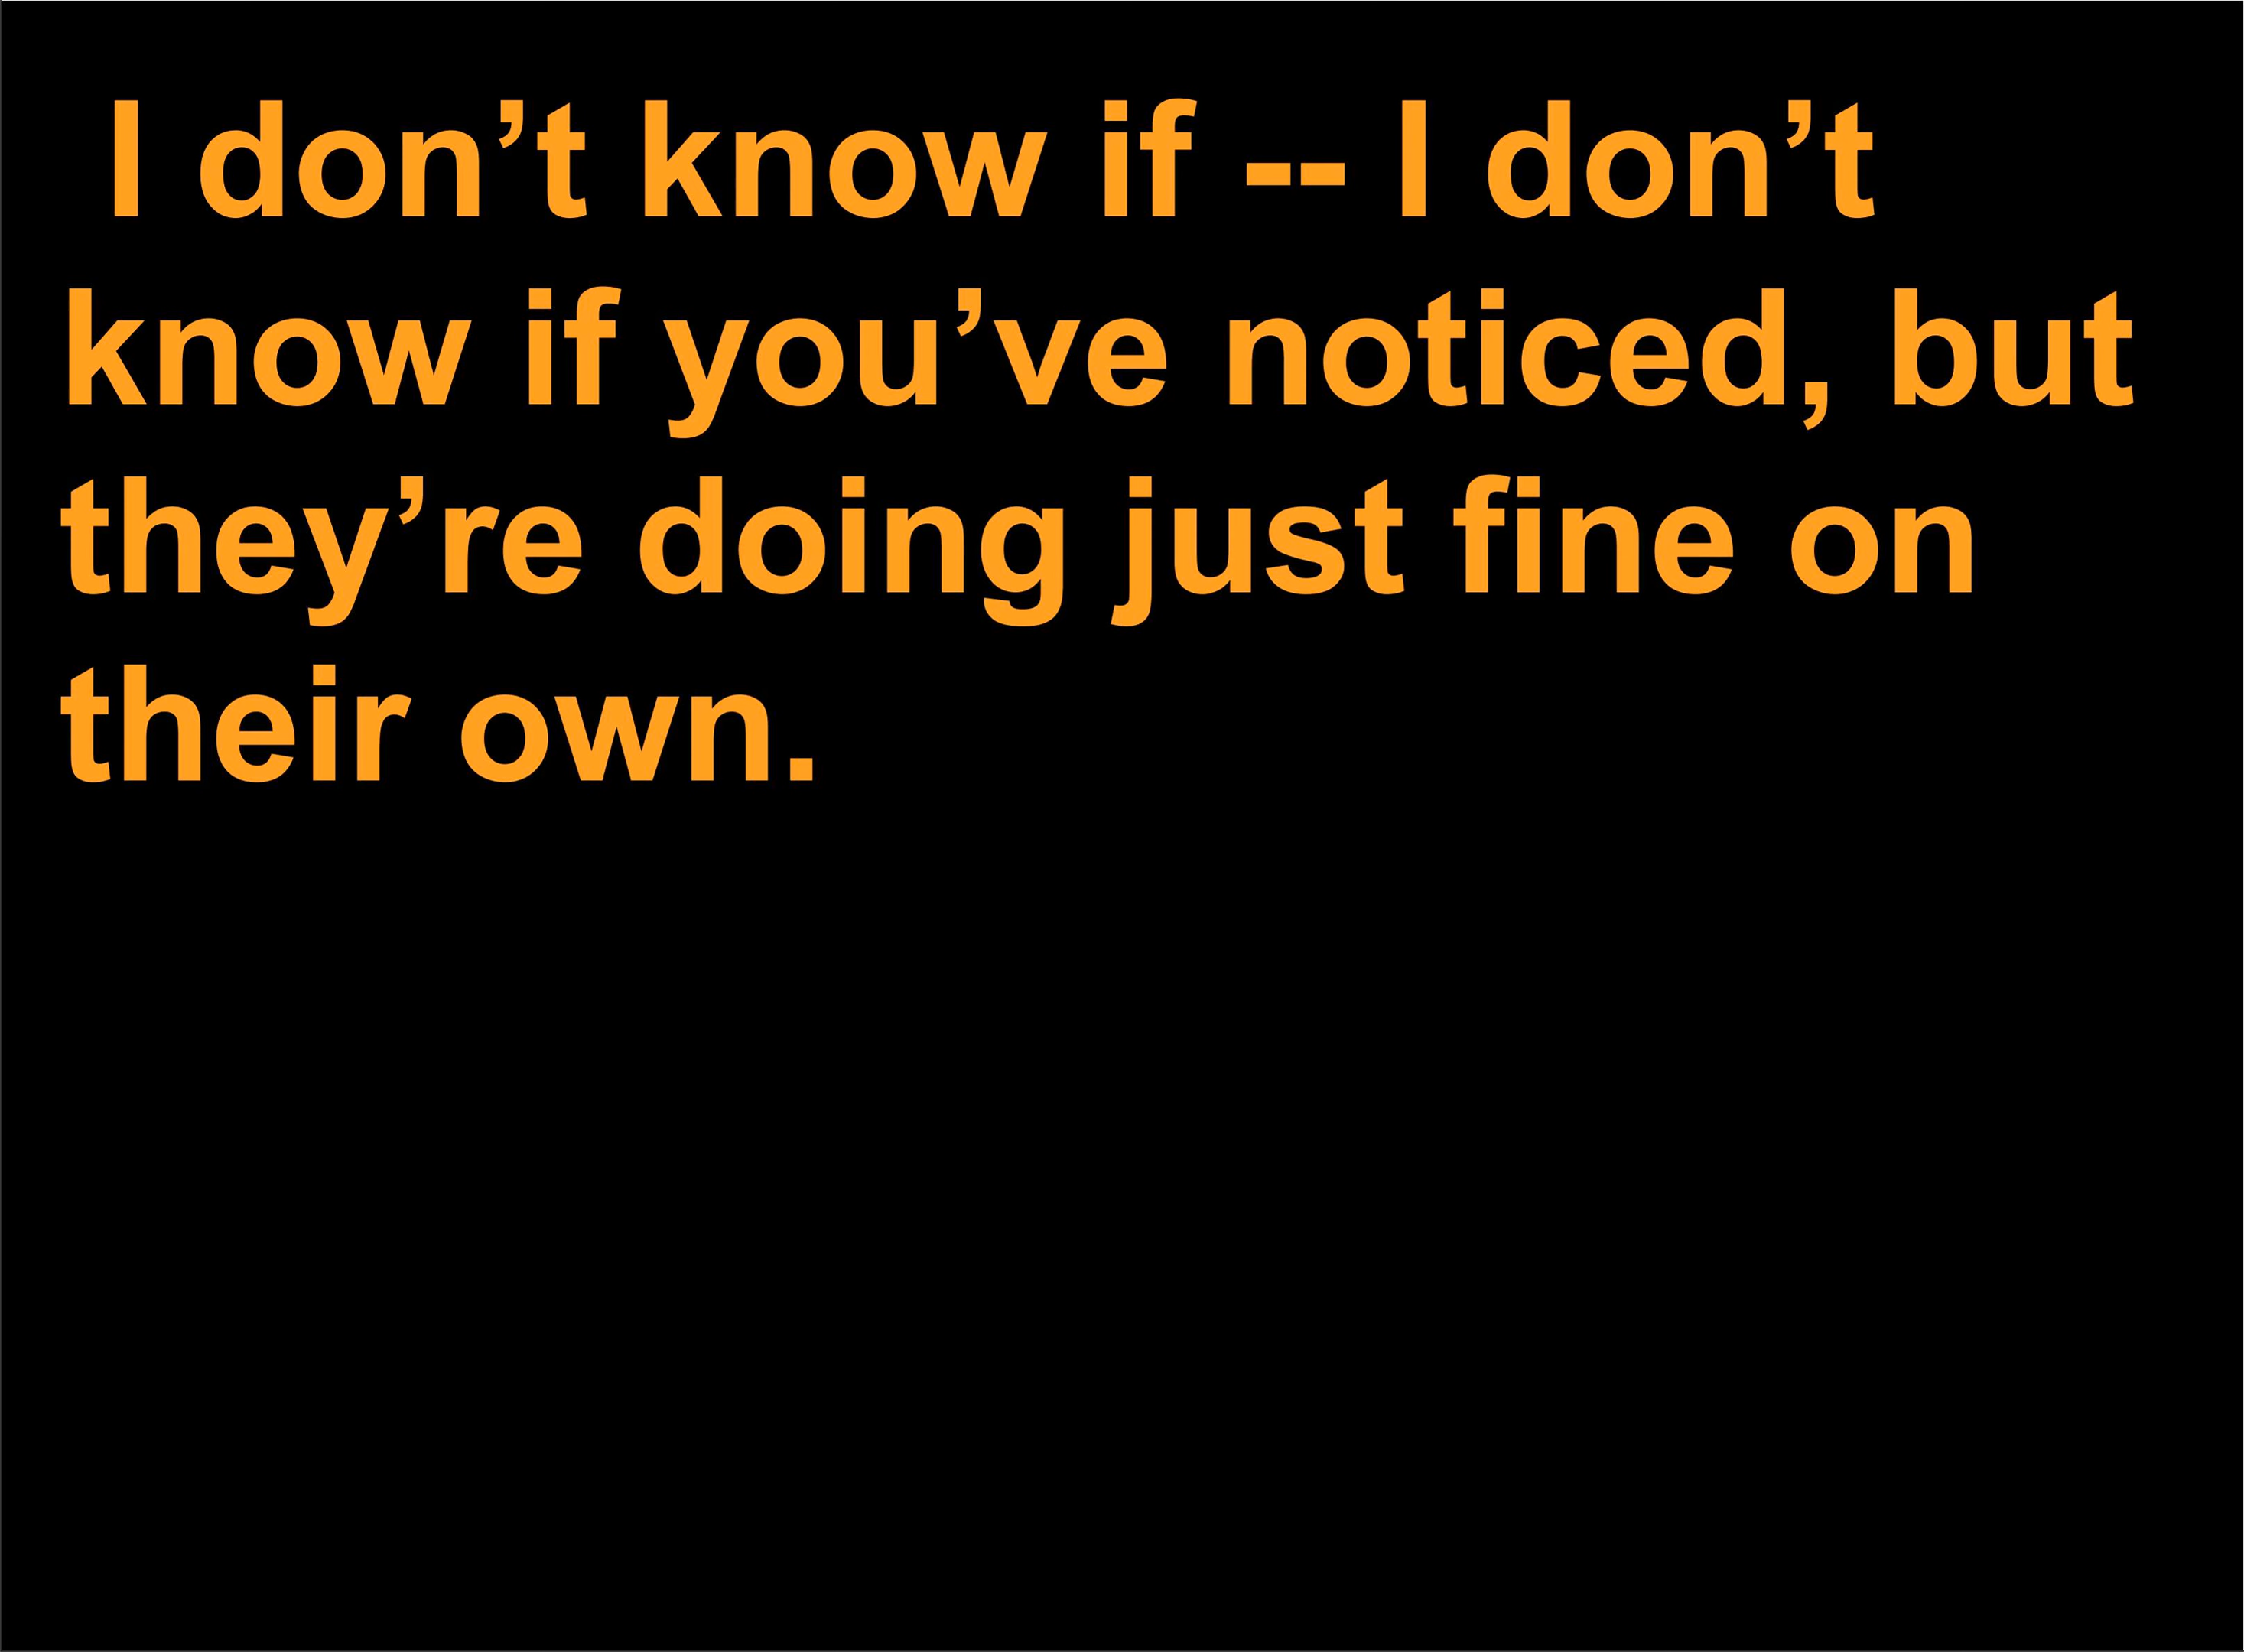 I don’t know if -- I don’t
know if you’ve noticed, but
they’re doing just fine on
their own.